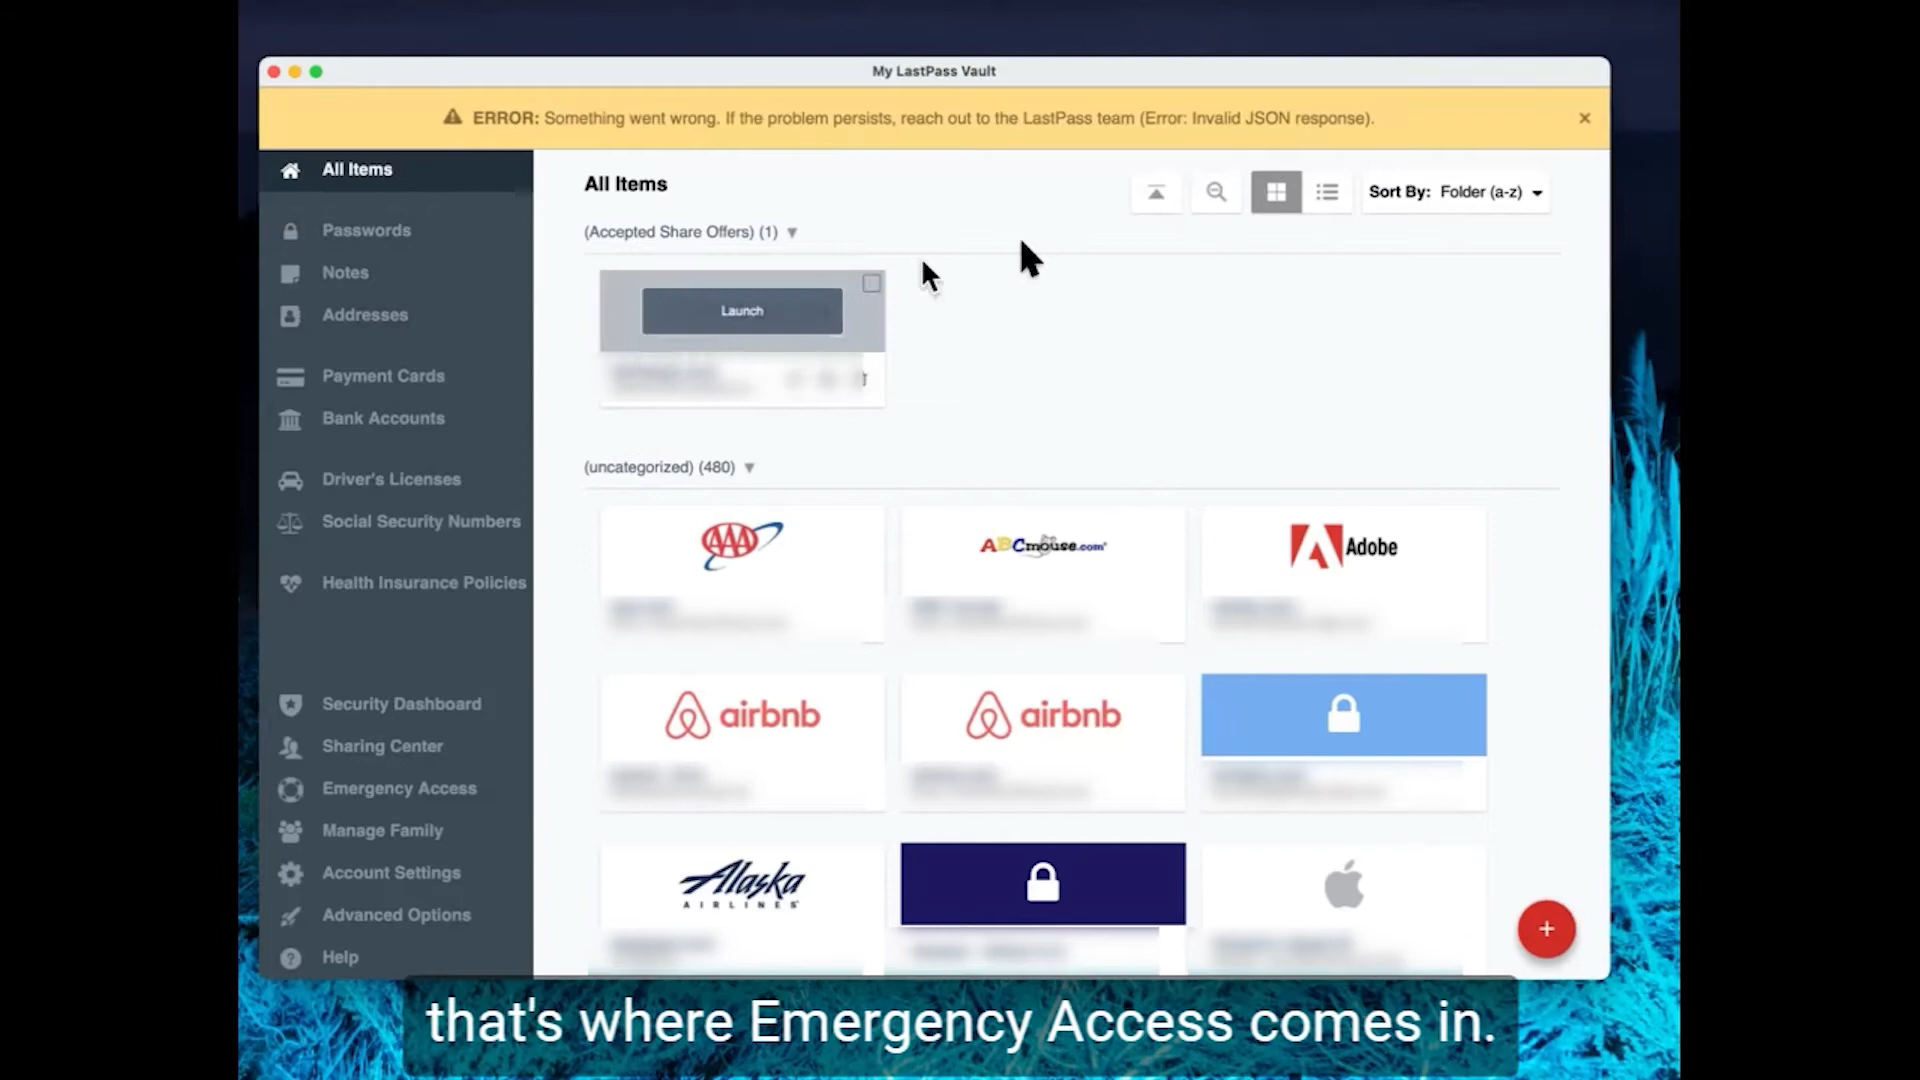 My LastPass Vault
ERROR: Something went wrong. If the problem persists, reach out to the LastPass team (Error: Invalid JSON response).
All Items
Passwords
Notes
Addresses
Payment Cards
Bank Accounts
Driver's Licenses
Social Security Numbers
Health Insurance Policies
Security Dashboard
Sharing Center
Emergency Access
Manage Family
Account Settings
Advanced Options
Help
All Items
Sort By: Folder (a-z)
(Accepted Share Offers) (1)
Launch
(uncategorized) (480)
AAA
ABCmouse.com
Adobe
airbnb
airbnb
Alaska
AIRLINES
that's where Emergency Access comes in.